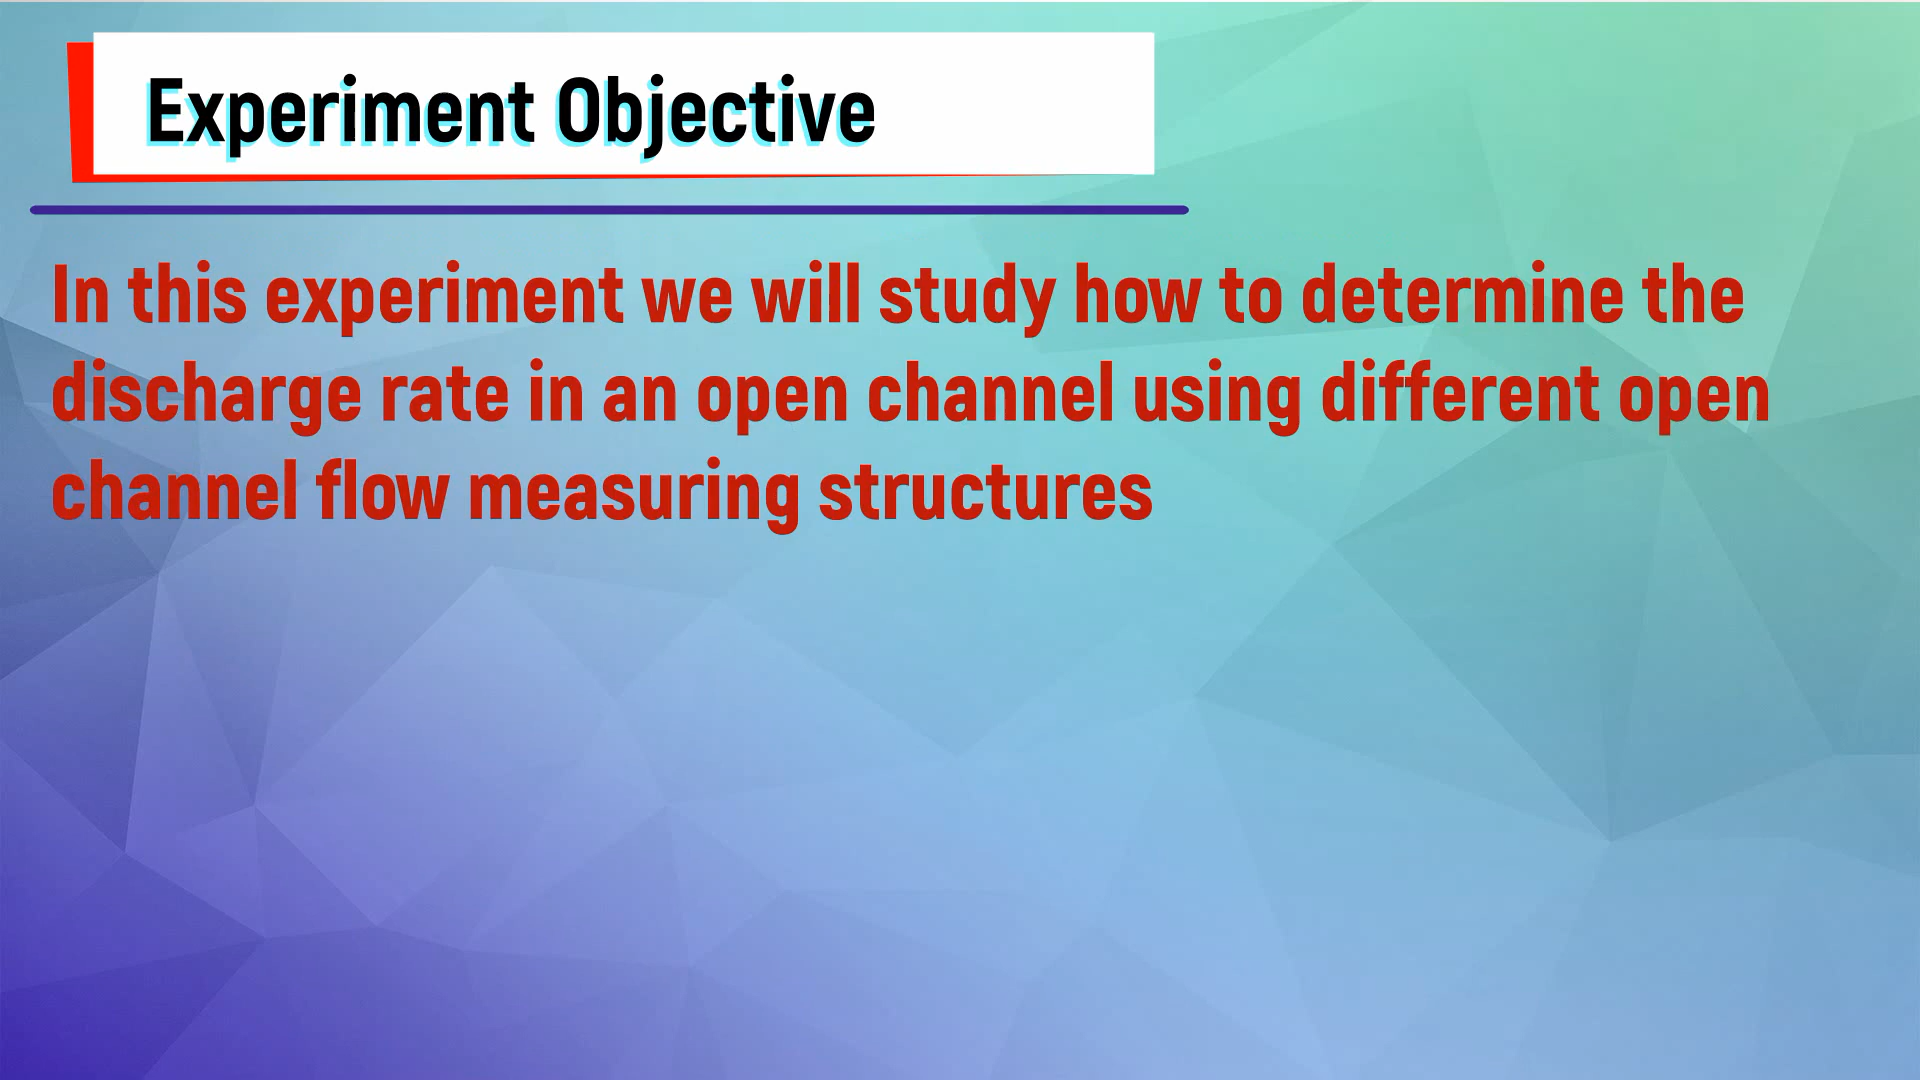 Experiment Objective
In this experiment we will study how to determine the
discharge rate in an open channel using different open
channel flow measuring structures